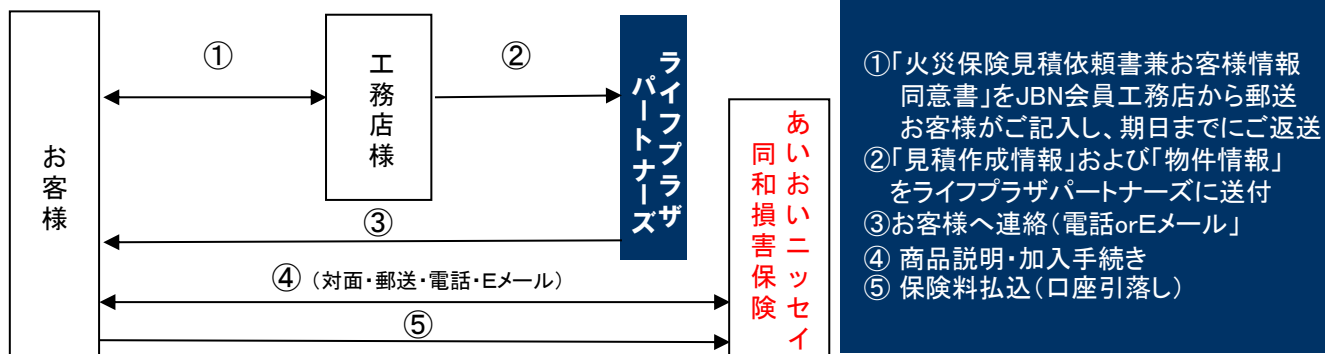 お客様
①
工務店様
②
ライフプラザ
パートナーズ
③
④（対面・郵送・電話・Eメール）
⑤
あいおいニッセイ
同和損害保険
①「火災保険見積依頼書兼お客様情報
同意書」をJBN会員工務店から郵送
お客様がご記入し、期日までにご返送
②「見積作成情報」および「物件情報」
をライフプラザパートナーズに送付
③お客様へ連絡（電話orEメール」
④ 商品説明・加入手続き
⑤ 保険料払込（口座引落し）